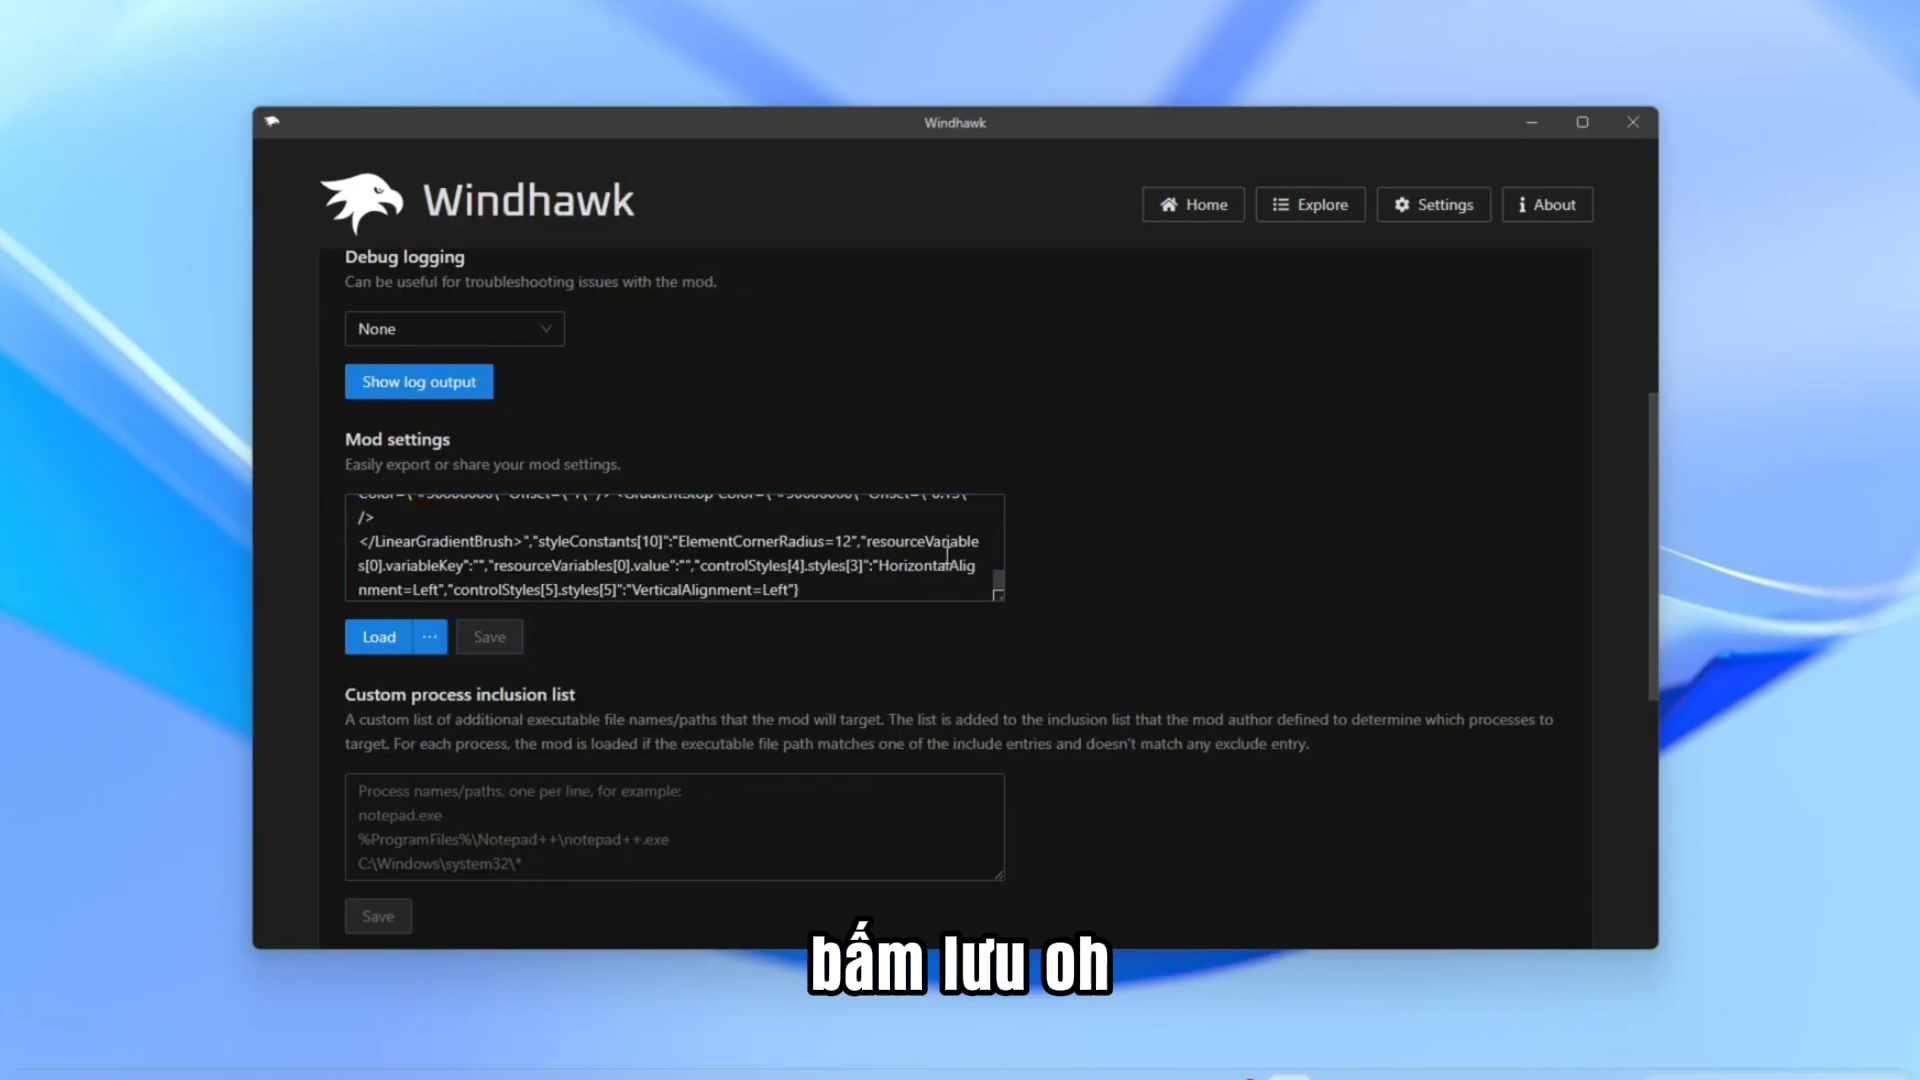 Windhawk
Windhawk
Home
Explore
Settings
About
Debug logging
Can be useful for troubleshooting issues with the mod.
None
Show log output
Mod settings
Easily export or share your mod settings.
/>
</LinearGradientBrush>","styleConstants[10]":"ElementCornerRadius=12","resourceVariable
s[0].variableKey":"","resourceVariables[0].value":"","controlStyles[4].styles[3]":"HorizontalAlig
nment=Left","controlStyles[5].styles[5]":"VerticalAlignment=Left"}
Load
...
Save
Custom process inclusion list
A custom list of additional executable file names/paths that the mod will target. The list is added to the inclusion list that the mod author defined to determine which processes to
target. For each process, the mod is loaded if the executable file path matches one of the include entries and doesn't match any exclude entry.
Process names/paths, one per line, for example:
notepad.exe
%ProgramFiles%\Notepad++\notepad++.exe
C:\Windows\system32\*
Save
bấm lưu oh